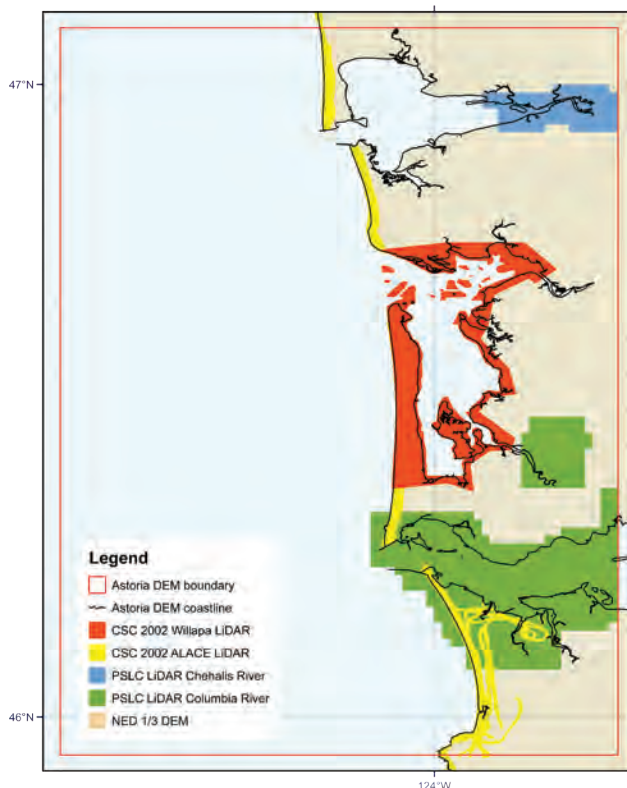 47°N
Legend
Astoria DEM boundary
Astoria DEM coastline
CSC 2002 Willapa LiDAR
CSC 2002 ALACE LiDAR
PSLC LiDAR Chehalis River
PSLC LiDAR Columbia River
NED 1/3 DEM
46°N
124°W